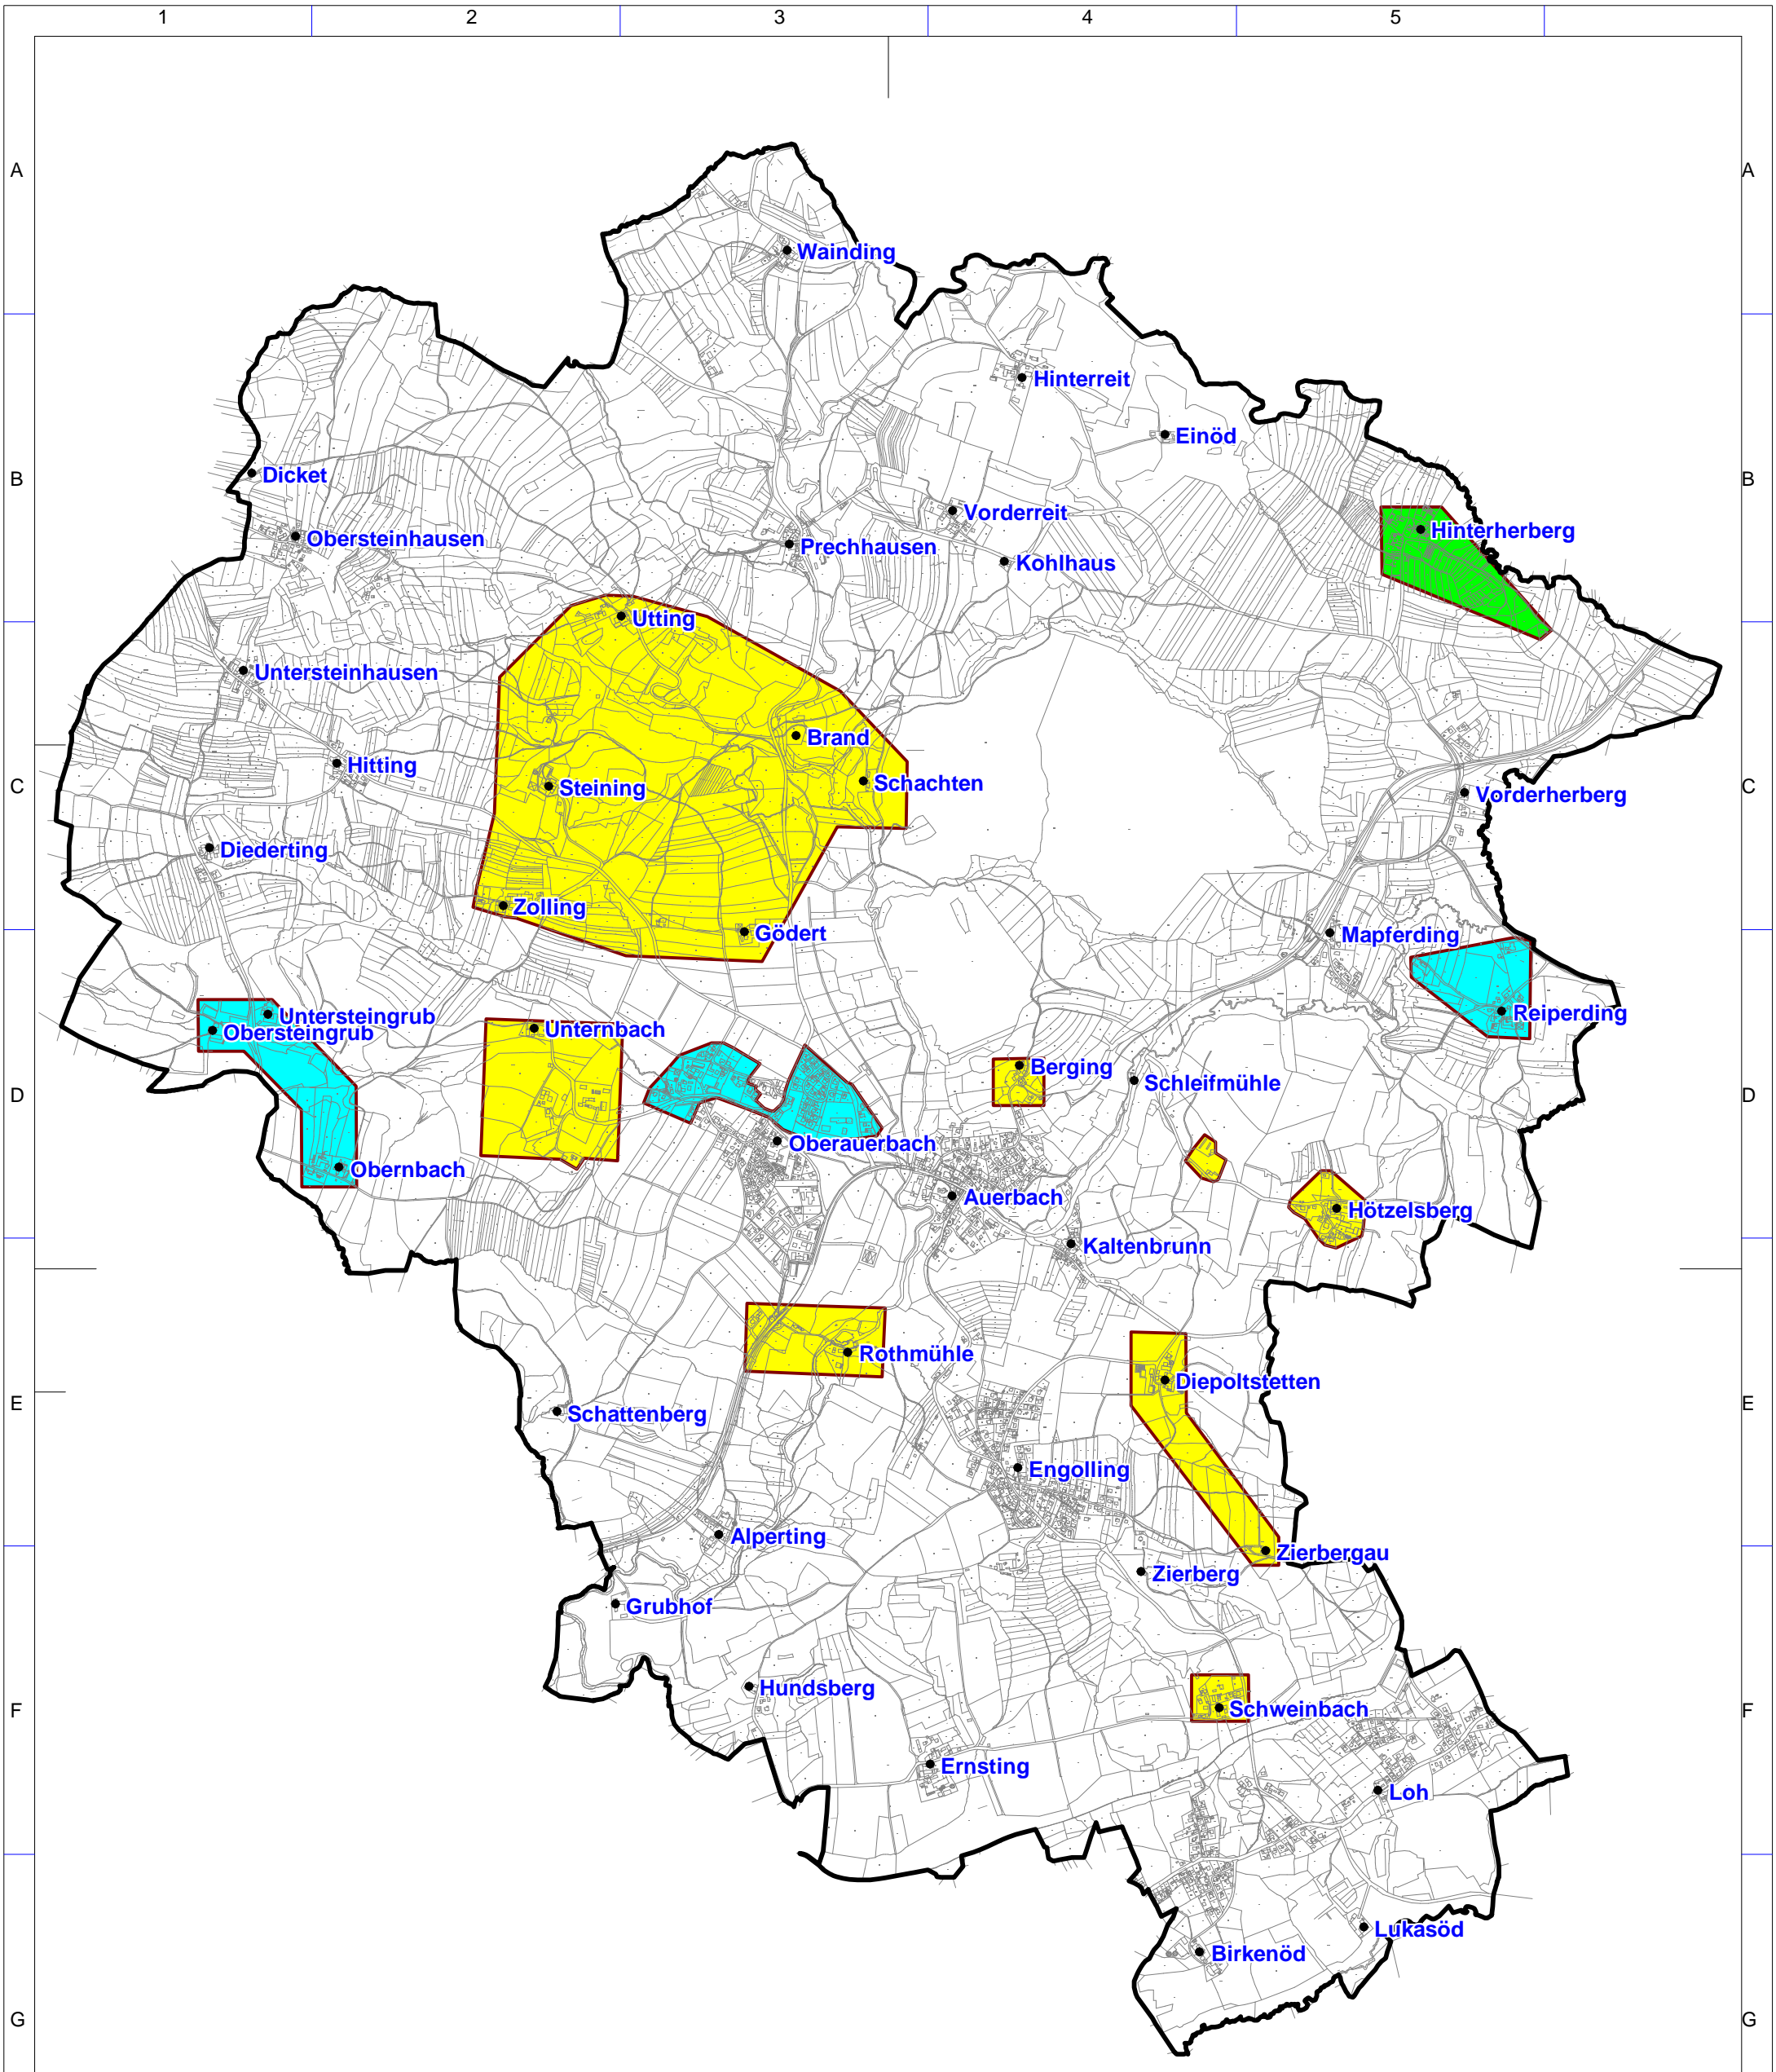 1 2 3 4 5
A A
Wainding
Hinterreit
Einöd
B Dicket B
Vorderreit
Hinterherberg
Obersteinhausen
Prechhausen
Kohlhaus
Utting
Untersteinhausen
Brand
Hitting
Steining
Schachten
C C
Vorderherberg
Diederting
Zolling
Gödert
Mapferding
Reiperding
Untersteingrub
Obersteingrub
Unternbach
Berging
Schleifmühle
D D
Oberauerbach
Obernbach
Auerbach
Hötzelsberg
Kaltenbrunn
Rothmühle
Diepoltstetten
E E
Schattenberg
Engolling
Alperting
Zierbergau
Zierberg
Grubhof
Hundsberg
F F
Schweinbach
Ernsting
Loh
Lukasöd
Birkenöd
G G